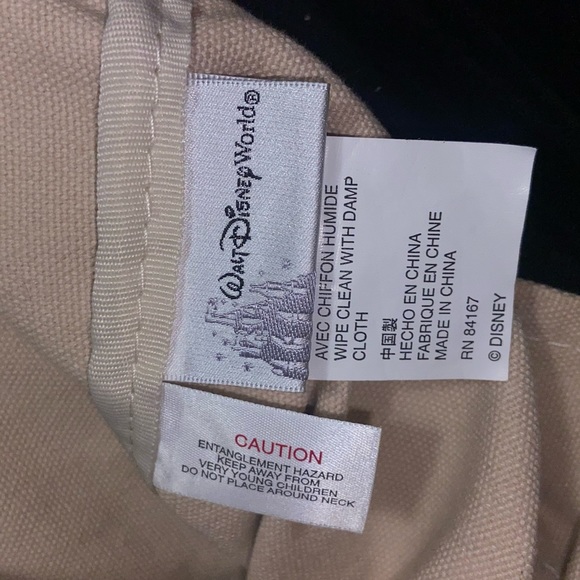 Walt Disney World®
AVEC CHIFFON HUMIDE
WIPE CLEAN WITH DAMP
CLOTH
中国製
HECHO EN CHINA
FABRIQUE EN CHINE
MADE IN CHINA
RN 84167
© DISNEY
CAUTION
ENTANGLEMENT HAZARD
KEEP AWAY FROM
VERY YOUNG CHILDREN
DO NOT PLACE AROUND NECK